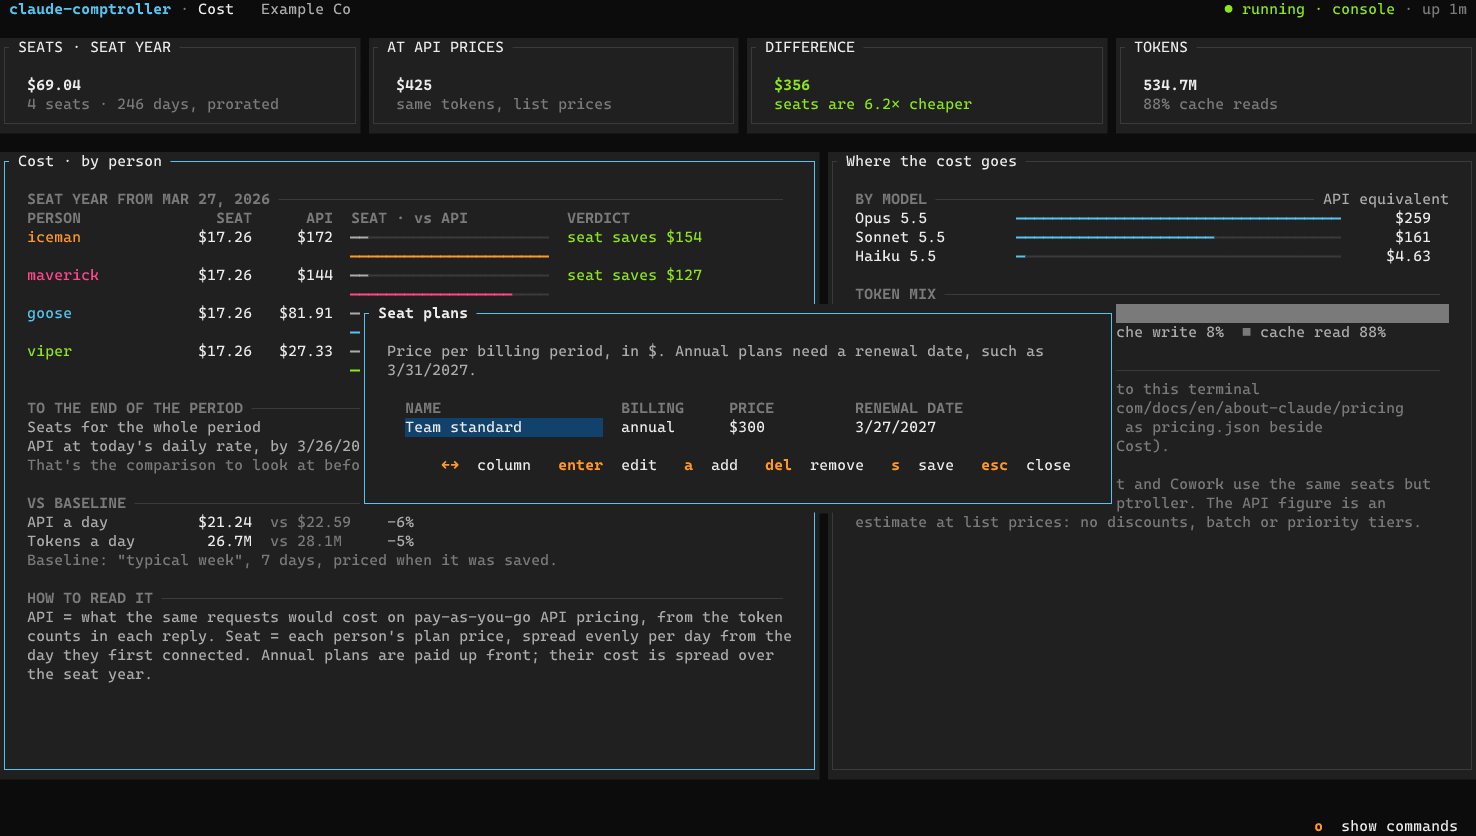 claude-comptroller · Cost   Example Co
● running · console · up 1m
SEATS · SEAT YEAR
$69.04
4 seats · 246 days, prorated
AT API PRICES
$425
same tokens, list prices
DIFFERENCE
$356
seats are 6.2× cheaper
TOKENS
534.7M
88% cache reads
Cost · by person
SEAT YEAR FROM MAR 27, 2026
PERSON SEAT API SEAT · vs API VERDICT
iceman $17.26 $172 seat saves $154
maverick $17.26 $144 seat saves $127
goose $17.26 $81.91
viper $17.26 $27.33
TO THE END OF THE PERIOD
Seats for the whole period
API at today's daily rate, by 3/26/20
That's the comparison to look at befo
VS BASELINE
API a day $21.24 vs $22.59 −6%
Tokens a day 26.7M vs 28.1M −5%
Baseline: "typical week", 7 days, priced when it was saved.
HOW TO READ IT
API = what the same requests would cost on pay-as-you-go API pricing, from the token
counts in each reply. Seat = each person's plan price, spread evenly per day from the
day they first connected. Annual plans are paid up front; their cost is spread over
the seat year.
Seat plans
Price per billing period, in $. Annual plans need a renewal date, such as
3/31/2027.
NAME BILLING PRICE RENEWAL DATE
Team standard annual $300 3/27/2027
↔ column enter edit a add del remove s save esc close
Where the cost goes
BY MODEL API equivalent
Opus 5.5 $259
Sonnet 5.5 $161
Haiku 5.5 $4.63
TOKEN MIX
che write 8% ■ cache read 88%
to this terminal
com/docs/en/about-claude/pricing
as pricing.json beside
Cost).
t and Cowork use the same seats but
ptroller. The API figure is an
estimate at list prices: no discounts, batch or priority tiers.
o show commands